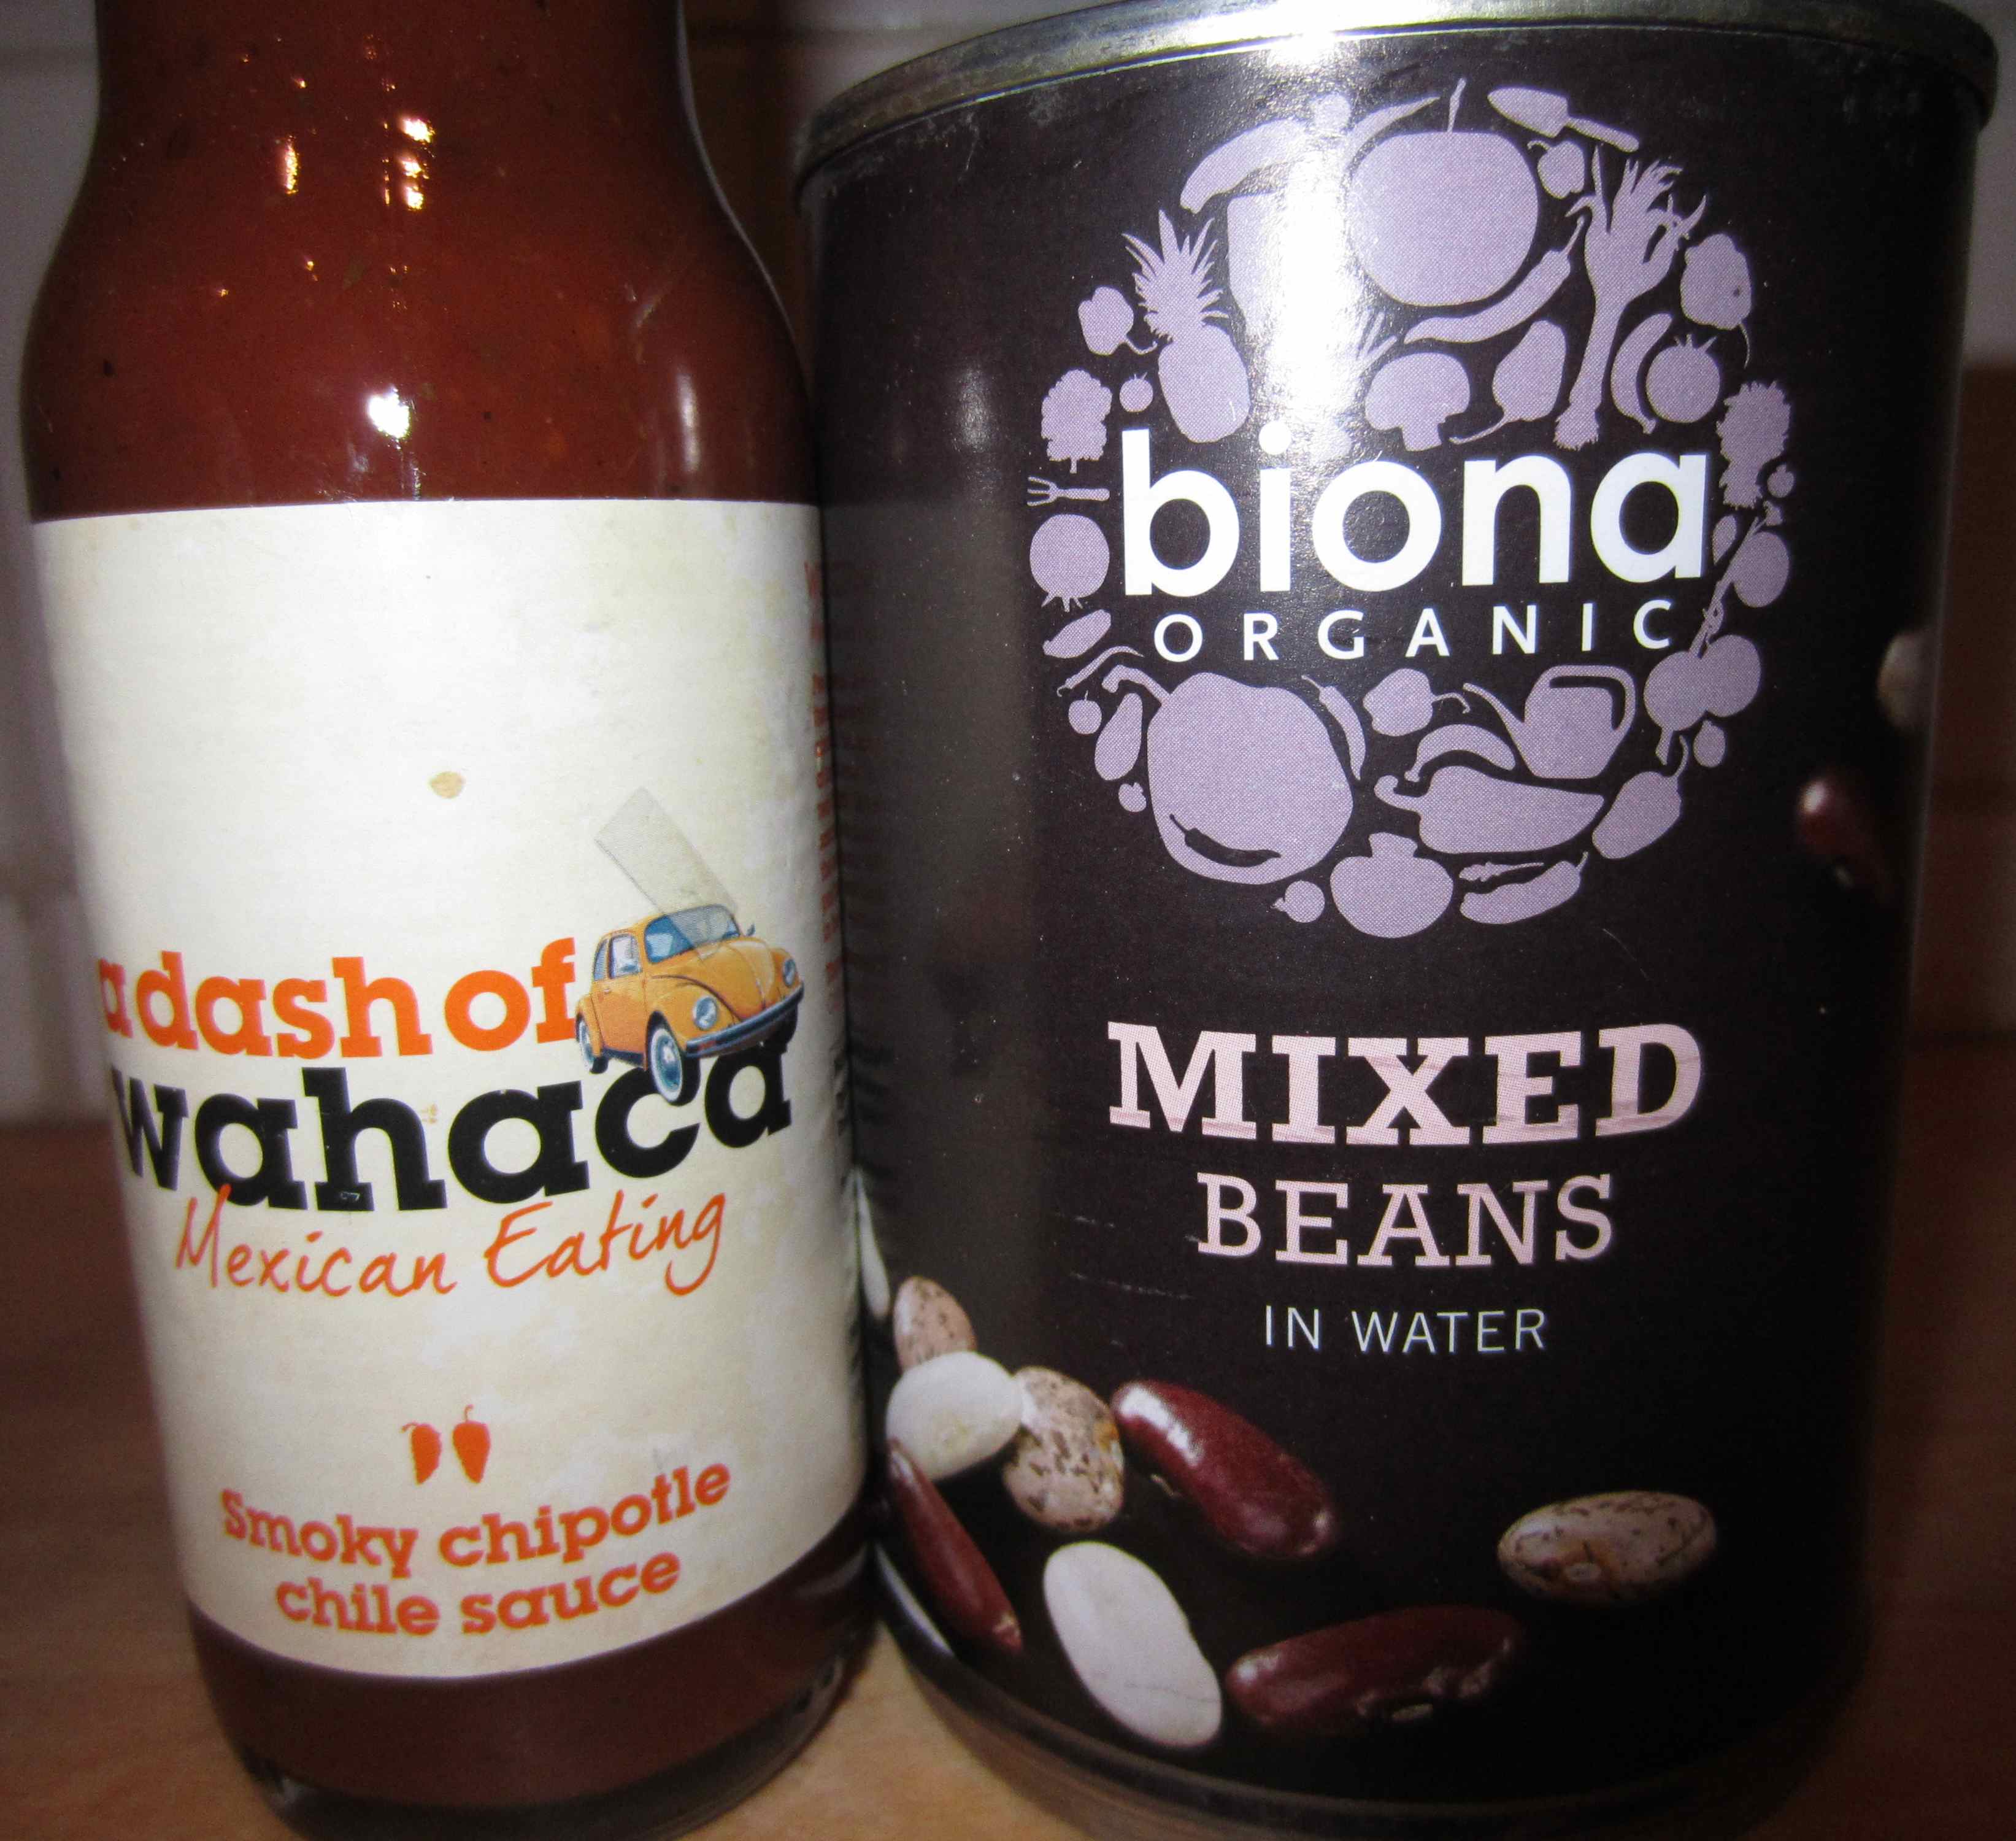 a dash of
wahaca
Mexican Eating
Smoky chipotle
chile sauce
biona
ORGANIC
MIXED
BEANS
IN WATER